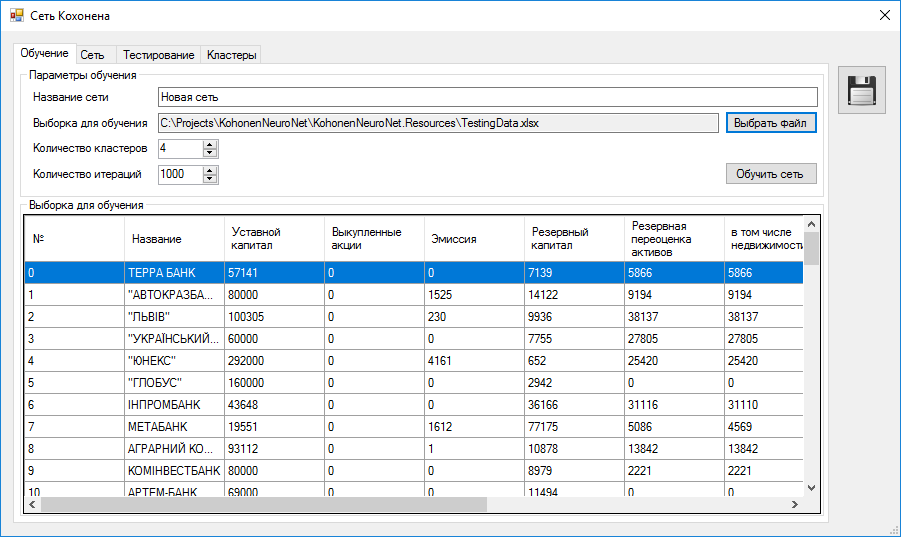 Сеть Кохонена
Обучение Сеть Тестирование Кластеры
Параметры обучения
Название сети Новая сеть
Выборка для обучения C:\Projects\KohonenNeuroNet\KohonenNeuroNet.Resources\TestingData.xlsx Выбрать файл
Количество кластеров 4
Количество итераций 1000 Обучить сеть
Выборка для обучения
№ Название Уставной капитал Выкупленные акции Эмиссия Резервный капитал Резервная переоценка активов в том числе недвижимости
0 ТЕРРА БАНК 57141 0 0 7139 5866 5866
1 "АВТОКРАЗБА... 80000 0 1525 14122 9194 9194
2 "ЛЬВІВ" 100305 0 230 9936 38137 38137
3 "УКРАЇНСЬКИЙ... 60000 0 0 7755 27805 27805
4 "ЮНЕКС" 292000 0 4161 652 25420 25420
5 "ГЛОБУС" 160000 0 0 2942 0 0
6 ІНПРОМБАНК 43648 0 0 36166 31116 31110
7 МЕТАБАНК 19551 0 1612 77175 5086 4569
8 АГРАРНИЙ КО... 93112 0 1 10878 13842 13842
9 КОМІНВЕСТБАНК 80000 0 0 8979 2221 2221
10 АРТЕМ-БАНК 69000 0 0 11494 0 0